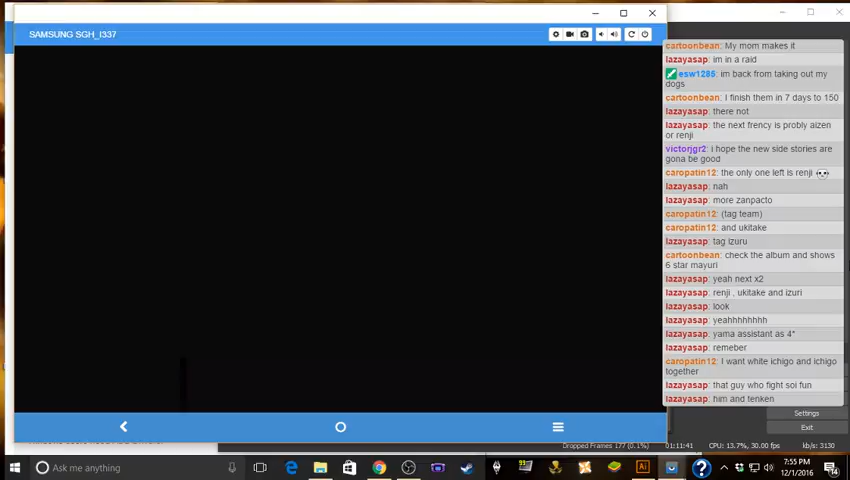 SAMSUNG SGH_I337
cartoonbean: My mom makes it
lazayasap: im in a raid
esw1285: im back from taking out my
dogs
cartoonbean: I finish them in 7 days to 150
lazayasap: there not
lazayasap: the next frency is probly aizen
or renji
victorjgr2: i hope the new side stories are
gona be good
caropatin12: the only one left is renji
lazayasap: nah
lazayasap: more zanpacto
caropatin12: (tag team)
caropatin12: and ukitake
lazayasap: tag izuru
cartoonbean: check the album and shows
6 star mayuri
lazayasap: yeah next x2
lazayasap: renji , ukitake and izuri
lazayasap: look
lazayasap: yeahhhhhhhh
lazayasap: yama assistant as 4*
lazayasap: remeber
caropatin12: I want white ichigo and ichigo
together
lazayasap: that guy who fight soi fun
lazayasap: him and tenken
Settings
Exit
Dropped Frames 177 (0.1%) 01:11:41 CPU: 13.7%, 30.00 fps kb/s: 3130
Ask me anything
99
Ai
7:55 PM
12/1/2016
14